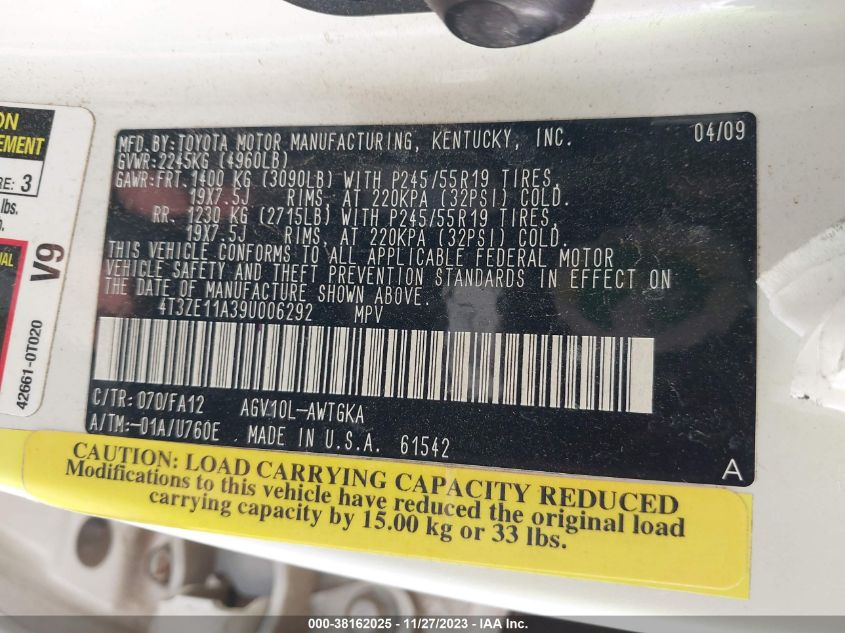 ON
EMENT
RE: 3
lbs.
NAL
V9
42661-0T020
MFD. BY: TOYOTA MOTOR MANUFACTURING, KENTUCKY, INC. 04/09
GVWR: 2245KG (4960LB)
GAWR: FRT. 1400 KG (3090LB) WITH P245/55R19 TIRES,
19X7.5J RIMS, AT 220KPA (32PSI) COLD.
RR. 1230 KG (2715LB) WITH P245/55R19 TIRES,
19X7.5J RIMS, AT 220KPA (32PSI) COLD.
THIS VEHICLE CONFORMS TO ALL APPLICABLE FEDERAL MOTOR
VEHICLE SAFETY AND THEFT PREVENTION STANDARDS IN EFFECT ON
THE DATE OF MANUFACTURE SHOWN ABOVE.
4T3ZE11A39U006292 MPV
C/TR: 070/FA12 AGV10L-AWTGKA
A/TM:-01A/U760E MADE IN U.S.A. 61542
A
CAUTION: LOAD CARRYING CAPACITY REDUCED
Modifications to this vehicle have reduced the original load
carrying capacity by 15.00 kg or 33 lbs.
000-38162025 - 11/27/2023 - IAA Inc.